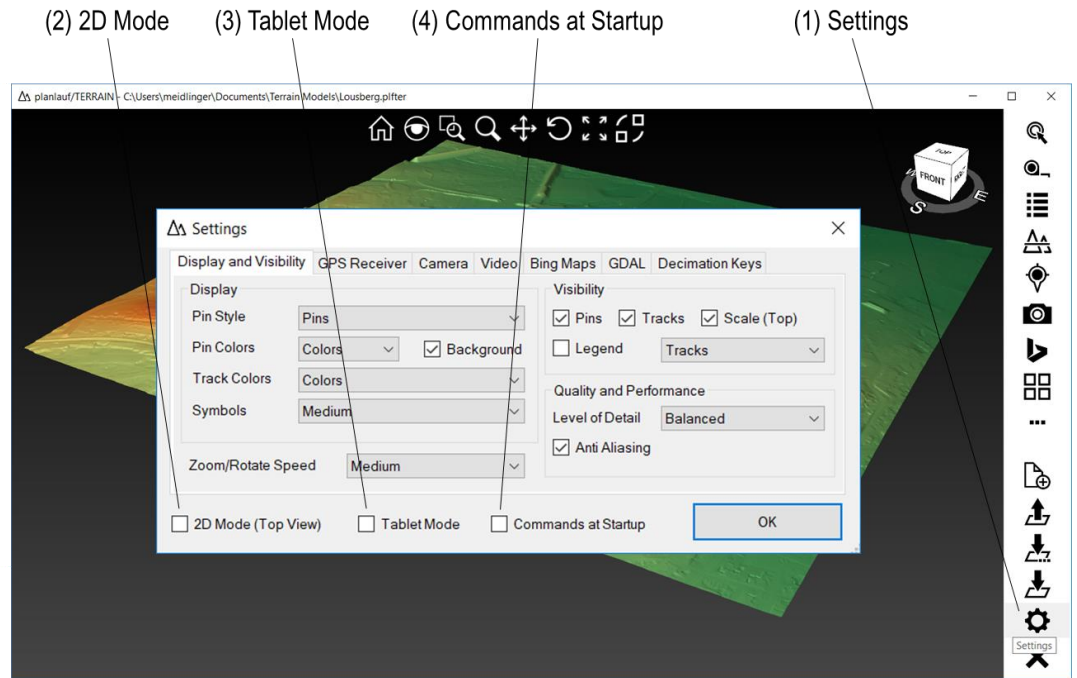 (2) 2D Mode (3) Tablet Mode (4) Commands at Startup (1) Settings
planlauf/TERRAIN - C:\Users\meidlinger\Documents\Terrain Models\Lousberg.plfter
TOP
FRONT
S
E
Settings
Display and Visibility GPS Receiver Camera Video Bing Maps GDAL Decimation Keys
Display
Pin Style Pins
Pin Colors Colors Background
Track Colors Colors
Symbols Medium
Zoom/Rotate Speed Medium
Visibility
Pins Tracks Scale (Top)
Legend Tracks
Quality and Performance
Level of Detail Balanced
Anti Aliasing
2D Mode (Top View) Tablet Mode Commands at Startup OK
Settings